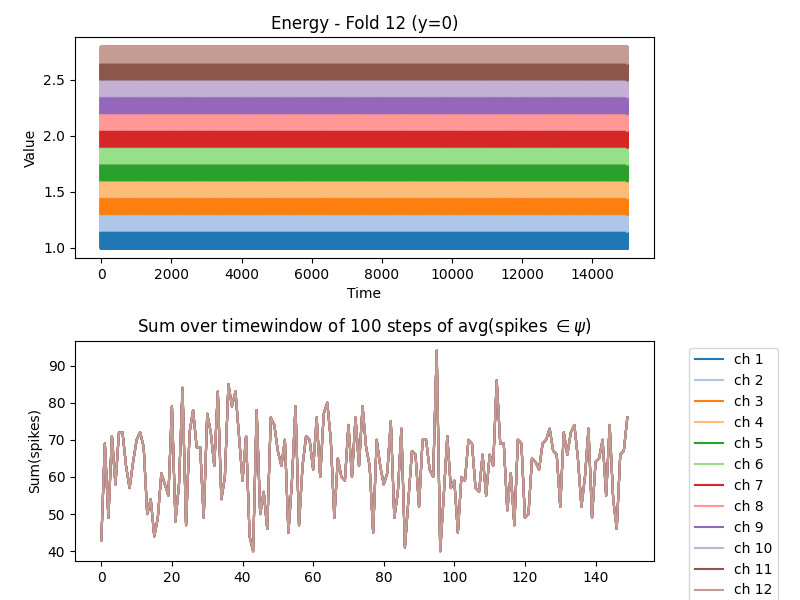 Energy - Fold 12 (y=0)
2.5
2.0
1.5
1.0
Value
0 2000 4000 6000 8000 10000 12000 14000
Time
Sum over timewindow of 100 steps of avg(spikes ∈ ψ)
90
80
70
60
50
40
Sum(spikes)
0 20 40 60 80 100 120 140
ch 1
ch 2
ch 3
ch 4
ch 5
ch 6
ch 7
ch 8
ch 9
ch 10
ch 11
ch 12